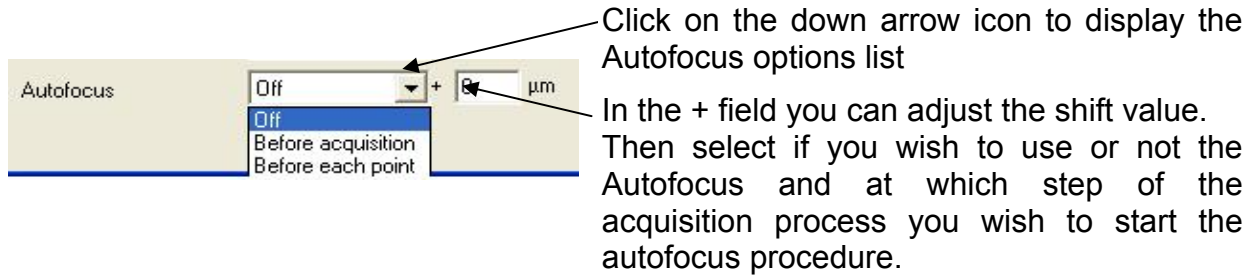 Click on the down arrow icon to display the
Autofocus options list
Autofocus
Off
+
µm
Off
Before acquisition
Before each point
In the + field you can adjust the shift value.
Then select if you wish to use or not the
Autofocus and at which step of the
acquisition process you wish to start the
autofocus procedure.